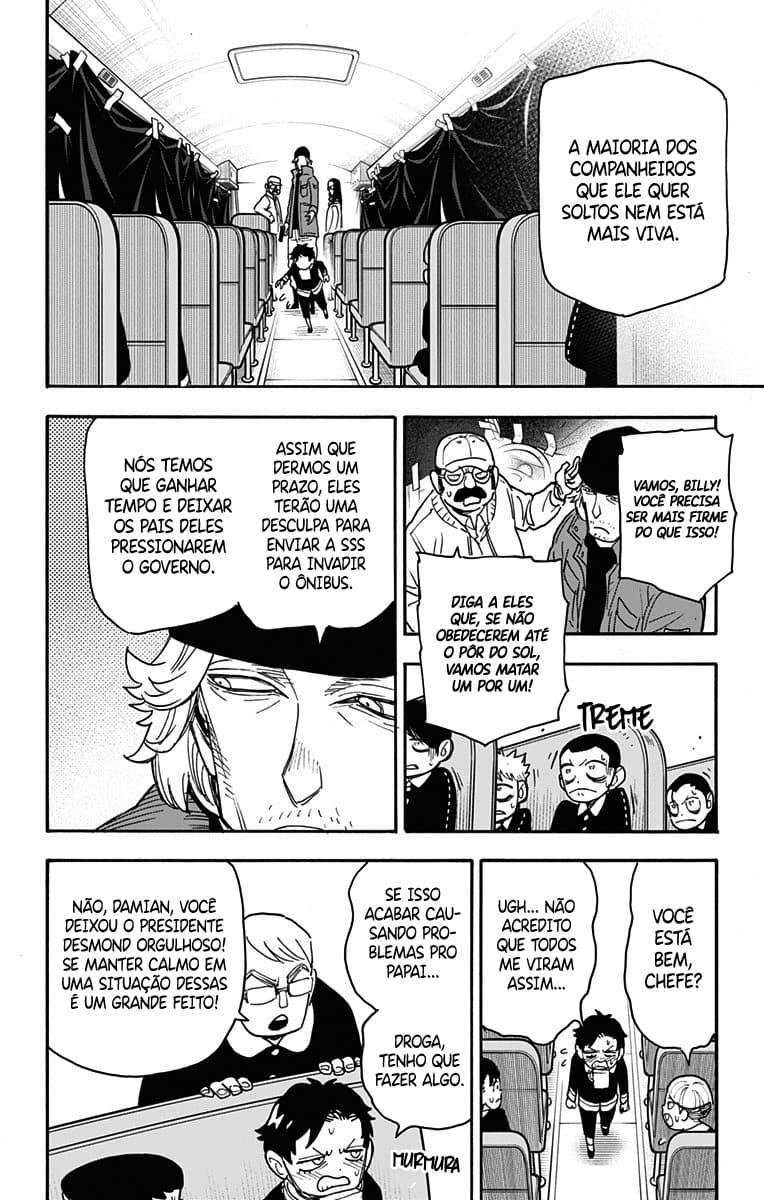 A MAIORIA DOS
COMPANHEIROS
QUE ELE QUER
SOLTOS NEM ESTÁ
MAIS VIVA.
VAMOS, BILLY!
VOCÊ PRECISA
SER MAIS FIRME
DO QUE ISSO!
DIGA A ELES
QUE, SE NÃO
OBEDECEREM ATÉ
O PÔR DO SOL,
VAMOS MATAR
UM POR UM!
TREME
ASSIM QUE
DERMOS UM
PRAZO, ELES
TERÃO UMA
DESCULPA PARA
ENVIAR A SSS
PARA INVADIR
O ÔNIBUS.
NÓS TEMOS
QUE GANHAR
TEMPO E DEIXAR
OS PAIS DELES
PRESSIONAREM
O GOVERNO.
VOCÊ
ESTÁ
BEM,
CHEFE?
UGH... NÃO
ACREDITO
QUE TODOS
ME VIRAM
ASSIM...
SE ISSO
ACABAR CAU-
SANDO PRO-
BLEMAS PRO
PAPAI...
DROGA,
TENHO QUE
FAZER ALGO.
MURMURA
NÃO, DAMIAN, VOCÊ
DEIXOU O PRESIDENTE
DESMOND ORGULHOSO!
SE MANTER CALMO EM
UMA SITUAÇÃO DESSAS
É UM GRANDE FEITO!